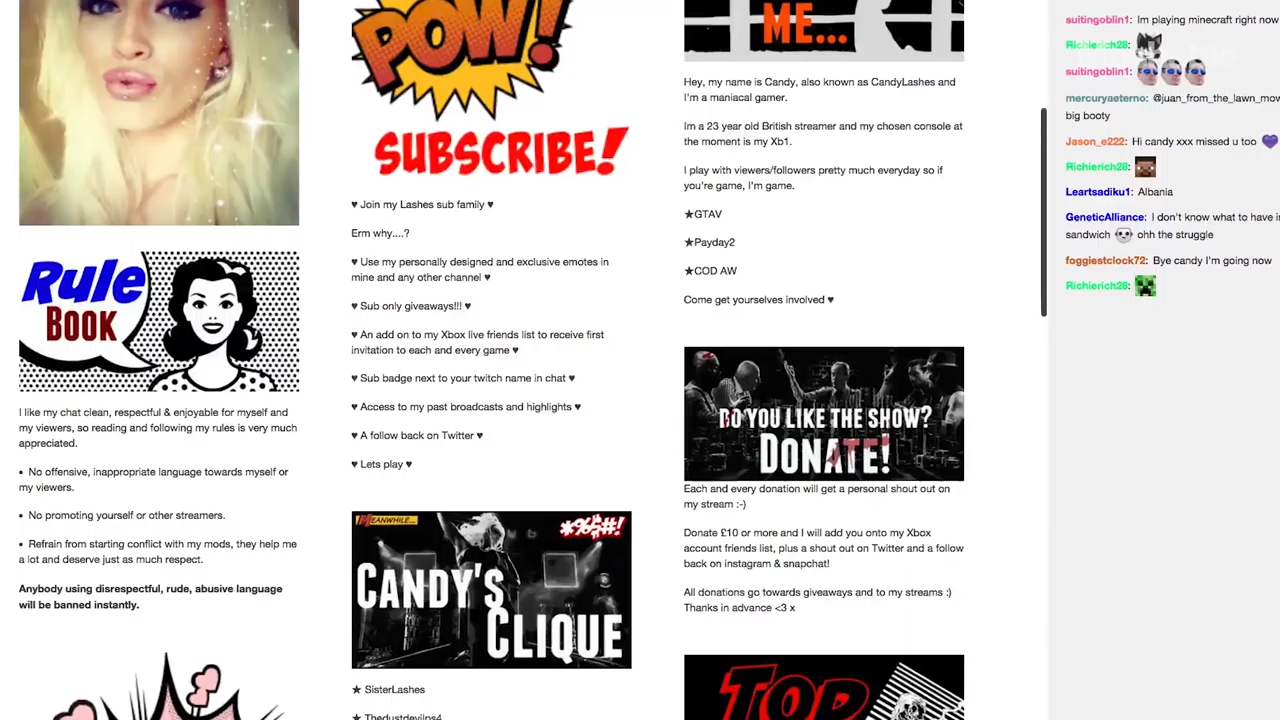 Rule
BOOK
I like my chat clean, respectful & enjoyable for myself and
my viewers, so reading and following my rules is very much
appreciated.
• No offensive, inappropriate language towards myself or
my viewers.
• No promoting yourself or other streamers.
• Refrain from starting conflict with my mods, they help me
a lot and deserve just as much respect.
Anybody using disrespectful, rude, abusive language
will be banned instantly.
POW!
SUBSCRIBE!
♥ Join my Lashes sub family ♥
Erm why....?
♥ Use my personally designed and exclusive emotes in
mine and any other channel ♥
♥ Sub only giveaways!!! ♥
♥ An add on to my Xbox live friends list to receive first
invitation to each and every game ♥
♥ Sub badge next to your twitch name in chat ♥
♥ Access to my past broadcasts and highlights ♥
♥ A follow back on Twitter ♥
♥ Lets play ♥
MEANWHILE...
*%$#!
CANDY'S
CLIQUE
★ SisterLashes
★ Thedustdevilps4
ME...
Hey, my name is Candy, also known as CandyLashes and
I'm a maniacal gamer.
Im a 23 year old British streamer and my chosen console at
the moment is my Xb1.
I play with viewers/followers pretty much everyday so if
you're game, I'm game.
★GTAV
★Payday2
★COD AW
Come get yourselves involved ♥
DO YOU LIKE THE SHOW?
DONATE!
Each and every donation will get a personal shout out on
my stream :-)
Donate £10 or more and I will add you onto my Xbox
account friends list, plus a shout out on Twitter and a follow
back on instagram & snapchat!
All donations go towards giveaways and to my streams :)
Thanks in advance <3 x
TOP
suitingoblin1: Im playing minecraft right now
Richierich28:
suitingoblin1:
mercuryaeterno: @juan_from_the_lawn_mow
big booty
Jason_e222: Hi candy xxx missed u too 💜
Richierich28:
Leartsadiku1: Albania
GeneticAlliance: I don't know what to have in
sandwich ohh the struggle
foggiestclock72: Bye candy I'm going now
Richierich28: